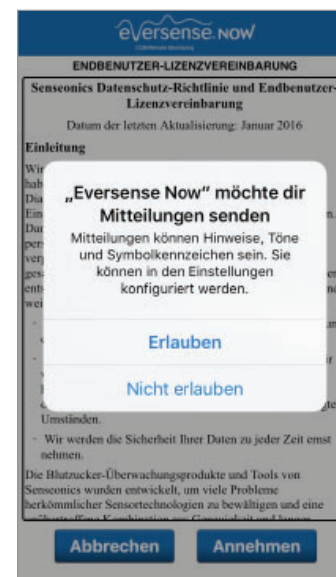 eversense. NOW
ENDBENUTZER-LIZENZVEREINBARUNG
Senseonics Datenschutz-Richtlinie und Endbenutzer-
Lizenzvereinbarung
Datum der letzten Aktualisierung: Januar 2016
Einleitung
„Eversense Now“ möchte dir
Mitteilungen senden
Mitteilungen können Hinweise, Töne
und Symbolkennzeichen sein. Sie
können in den Einstellungen
konfiguriert werden.
Erlauben
Nicht erlauben
Umständen.
- Wir werden die Sicherheit Ihrer Daten zu jeder Zeit ernst
nehmen.
Die Blutzucker-Überwachungsprodukte und Tools von
Senseonics wurden entwickelt, um viele Probleme
herkömmlicher Sensortechnologien zu bewältigen und eine
Abbrechen
Annehmen